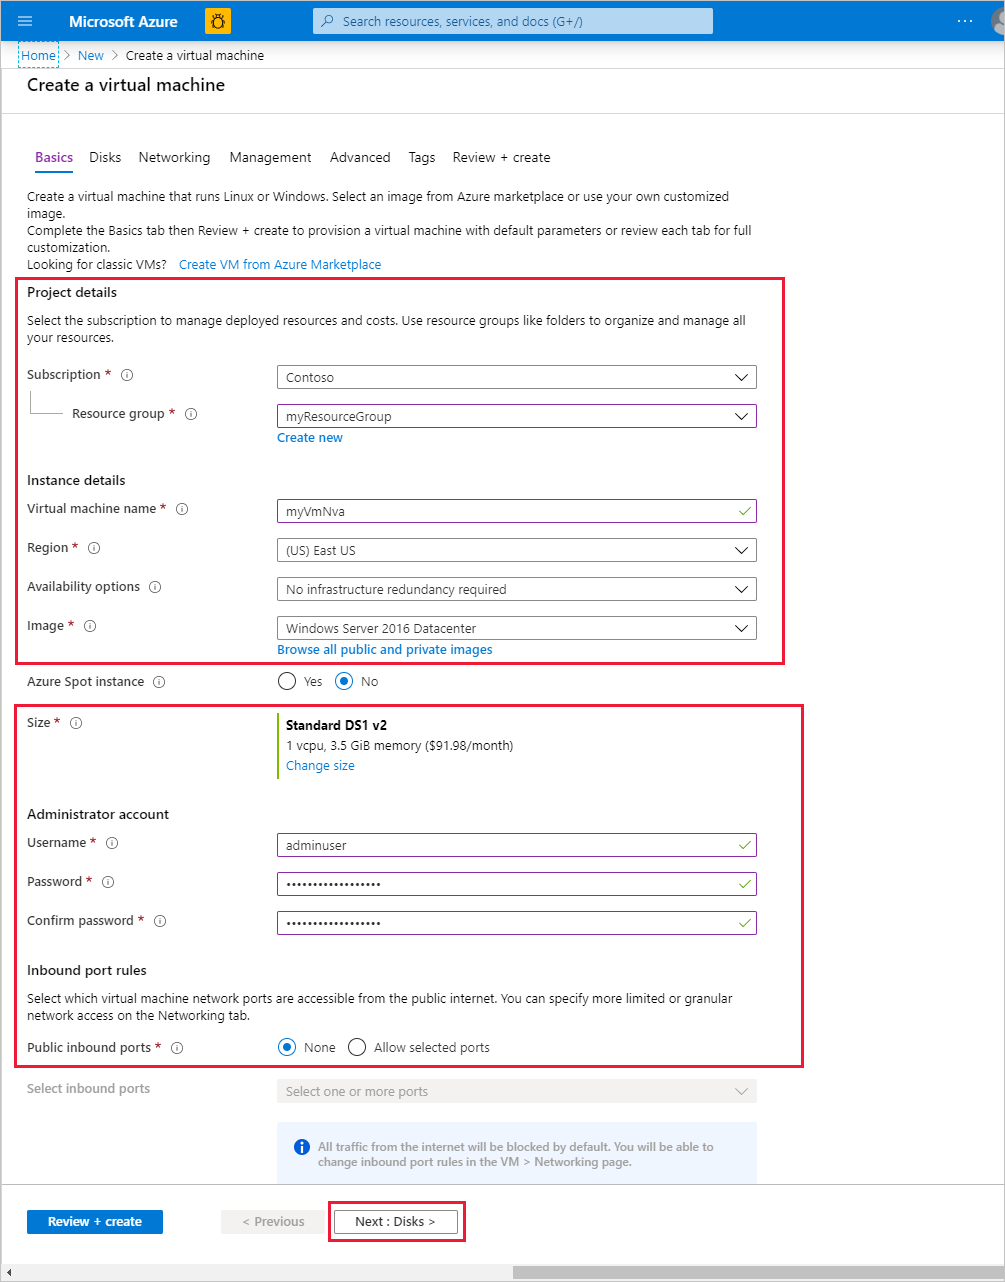 Microsoft Azure
Search resources, services, and docs (G+/)
Home > New > Create a virtual machine
Create a virtual machine
Basics Disks Networking Management Advanced Tags Review + create
Create a virtual machine that runs Linux or Windows. Select an image from Azure marketplace or use your own customized
image.
Complete the Basics tab then Review + create to provision a virtual machine with default parameters or review each tab for full
customization.
Looking for classic VMs? Create VM from Azure Marketplace
Project details
Select the subscription to manage deployed resources and costs. Use resource groups like folders to organize and manage all
your resources.
Subscription * Contoso
Resource group * myResourceGroup
Create new
Instance details
Virtual machine name * myVmNva
Region * (US) East US
Availability options No infrastructure redundancy required
Image * Windows Server 2016 Datacenter
Browse all public and private images
Azure Spot instance Yes No
Size * Standard DS1 v2
1 vcpu, 3.5 GiB memory ($91.98/month)
Change size
Administrator account
Username * adminuser
Password * ••••••••••••••••••
Confirm password * ••••••••••••••••••
Inbound port rules
Select which virtual machine network ports are accessible from the public internet. You can specify more limited or granular
network access on the Networking tab.
Public inbound ports * None Allow selected ports
Select inbound ports Select one or more ports
All traffic from the internet will be blocked by default. You will be able to
change inbound port rules in the VM > Networking page.
Review + create < Previous Next : Disks >